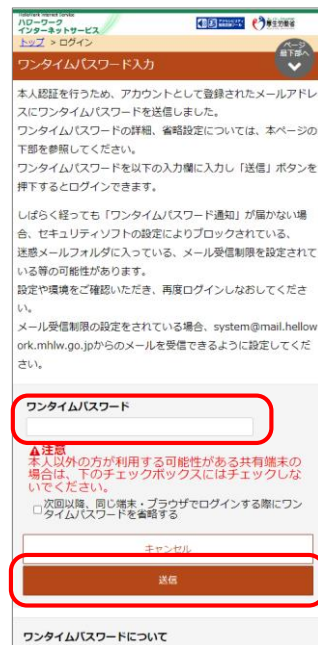 HelloWork Internet Service
ハローワーク
インターネットサービス
厚生労働省
トップ > ログイン
ページ
最下部へ
ワンタイムパスワード入力
本人認証を行うため、アカウントとして登録されたメールアドレ
スにワンタイムパスワードを送信しました。
ワンタイムパスワードの詳細、省略設定については、本ページの
下部を参照してください。
ワンタイムパスワードを以下の入力欄に入力し「送信」ボタンを
押下するとログインできます。
しばらく経っても「ワンタイムパスワード通知」が届かない場
合、セキュリティソフトの設定によりブロックされている、
迷惑メールフォルダに入っている、メール受信制限を設定されて
いる等の可能性があります。
設定や環境をご確認いただき、再度ログインしなおしてくださ
い。
メール受信制限の設定をされている場合、system@mail.hellow
ork.mhlw.go.jpからのメールを受信できるように設定してくだ
さい。
ワンタイムパスワード
注意
本人以外の方が利用する可能性がある共有端末の
場合は、下のチェックボックスにはチェックしな
いでください。
次回以降、同じ端末・ブラウザでログインする際にワン
タイムパスワードを省略する
キャンセル
送信
ワンタイムパスワードについて